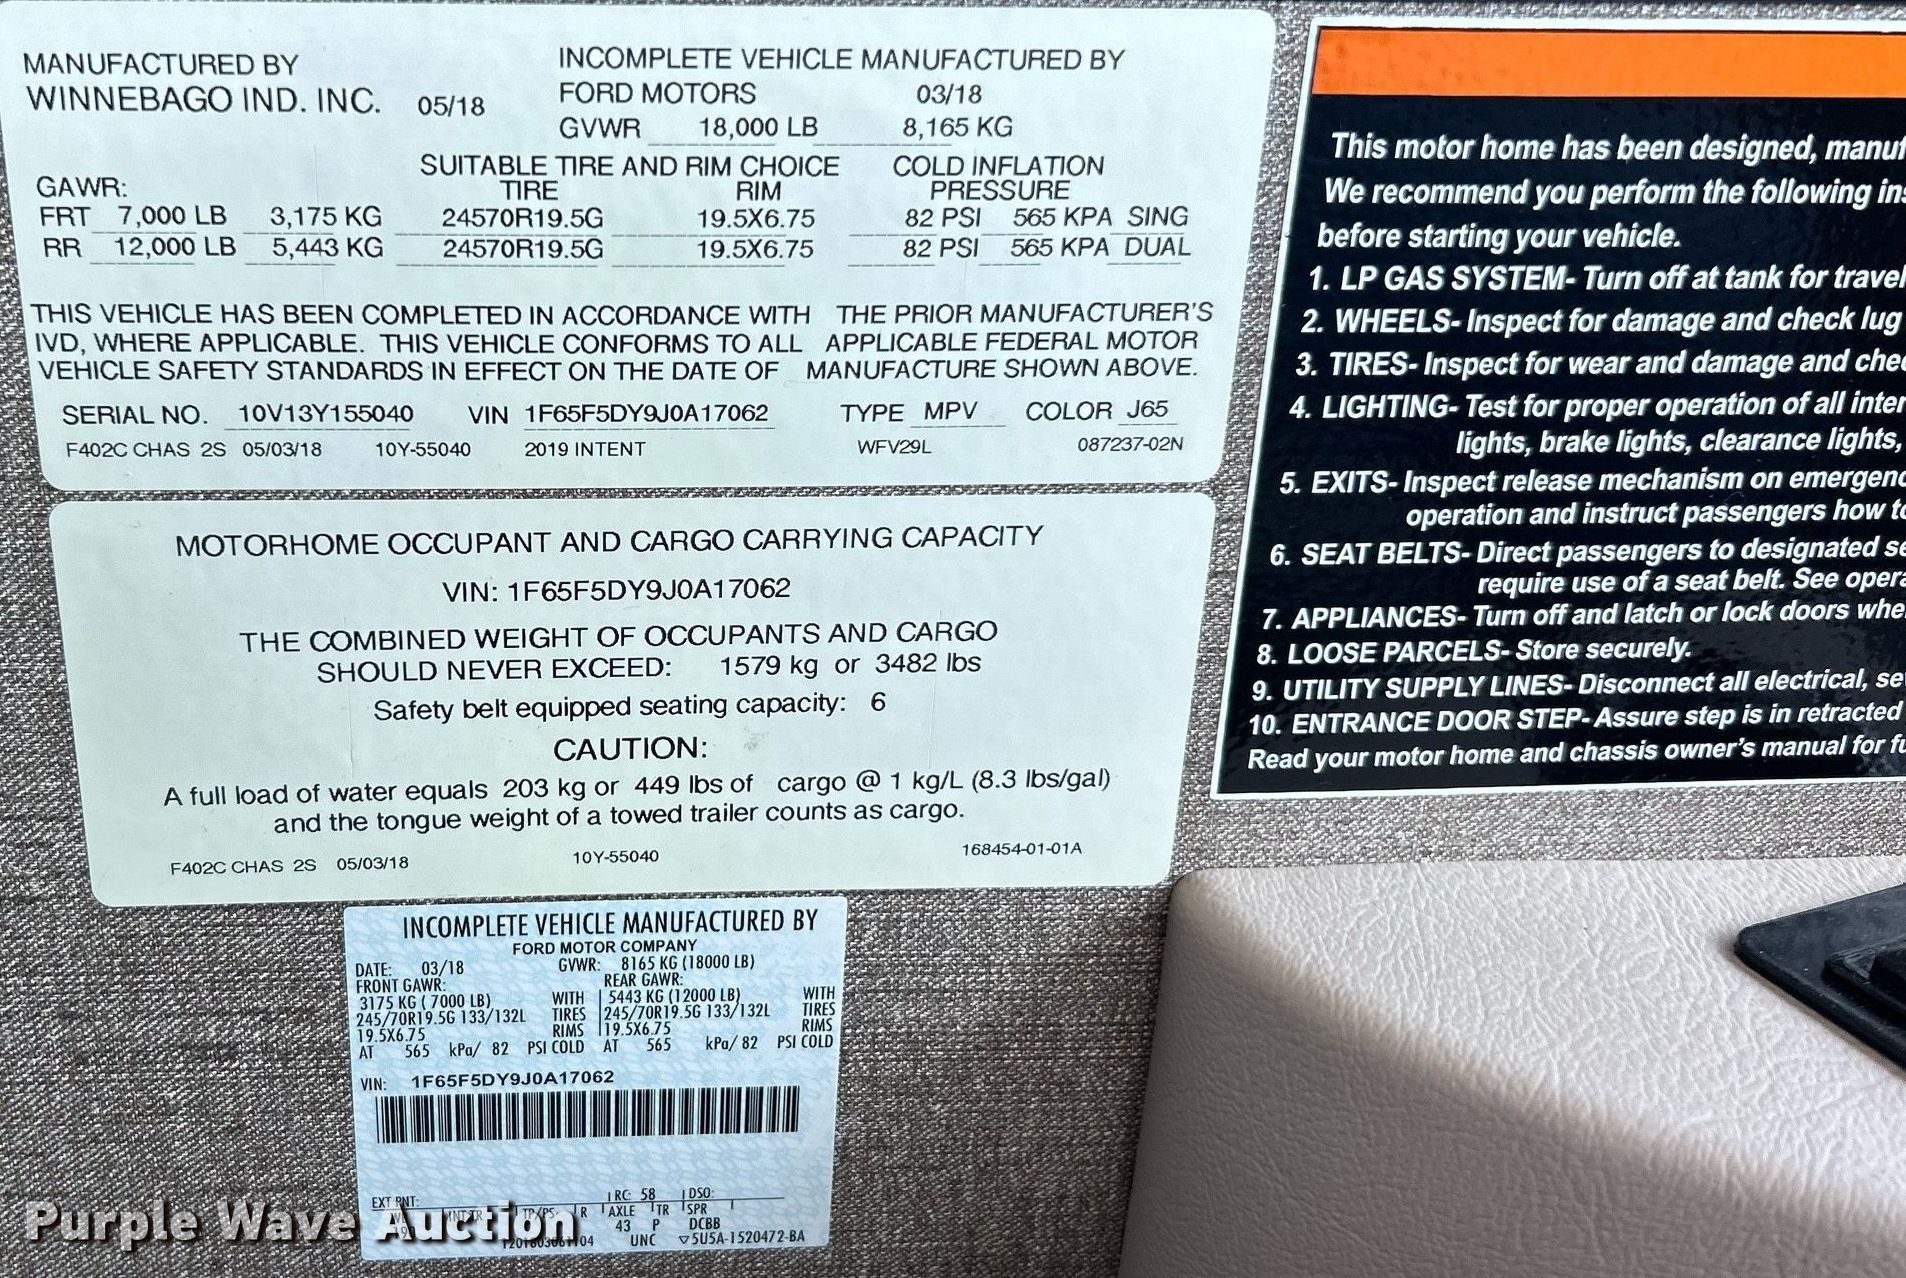 MANUFACTURED BY
WINNEBAGO IND. INC. 05/18
INCOMPLETE VEHICLE MANUFACTURED BY
FORD MOTORS 03/18
GVWR 18,000 LB 8,165 KG
SUITABLE TIRE AND RIM CHOICE COLD INFLATION
GAWR: TIRE RIM PRESSURE
FRT 7,000 LB 3,175 KG 24570R19.5G 19.5X6.75 82 PSI 565 KPA SING
RR 12,000 LB 5,443 KG 24570R19.5G 19.5X6.75 82 PSI 565 KPA DUAL
THIS VEHICLE HAS BEEN COMPLETED IN ACCORDANCE WITH THE PRIOR MANUFACTURER'S
IVD, WHERE APPLICABLE. THIS VEHICLE CONFORMS TO ALL APPLICABLE FEDERAL MOTOR
VEHICLE SAFETY STANDARDS IN EFFECT ON THE DATE OF MANUFACTURE SHOWN ABOVE.
SERIAL NO. 10V13Y155040 VIN 1F65F5DY9J0A17062 TYPE MPV COLOR J65
F402C CHAS 2S 05/03/18 10Y-55040 2019 INTENT WFV29L 087237-02N
MOTORHOME OCCUPANT AND CARGO CARRYING CAPACITY
VIN: 1F65F5DY9J0A17062
THE COMBINED WEIGHT OF OCCUPANTS AND CARGO
SHOULD NEVER EXCEED: 1579 kg or 3482 lbs
Safety belt equipped seating capacity: 6
CAUTION:
A full load of water equals 203 kg or 449 lbs of cargo @ 1 kg/L (8.3 lbs/gal)
and the tongue weight of a towed trailer counts as cargo.
F402C CHAS 2S 05/03/18 10Y-55040 168454-01-01A
INCOMPLETE VEHICLE MANUFACTURED BY
FORD MOTOR COMPANY
DATE: 03/18 GVWR: 8165 KG (18000 LB)
FRONT GAWR: REAR GAWR:
3175 KG ( 7000 LB) WITH 5443 KG (12000 LB) WITH
245/70R19.5G 133/132L TIRES 245/70R19.5G 133/132L TIRES
19.5X6.75 RIMS 19.5X6.75 RIMS
AT 565 kPa/ 82 PSI COLD AT 565 kPa/ 82 PSI COLD
VIN: 1F65F5DY9J0A17062
EXT PNT: RC: 58 DSO:
INT TR TP/PS R AXLE TR SPR
43 P DCBB
UNC 5U5A-1520472-BA
This motor home has been designed, manuf
We recommend you perform the following ins
before starting your vehicle.
1. LP GAS SYSTEM- Turn off at tank for travel
2. WHEELS- Inspect for damage and check lug
3. TIRES- Inspect for wear and damage and chec
4. LIGHTING- Test for proper operation of all inter
lights, brake lights, clearance lights,
5. EXITS- Inspect release mechanism on emergenc
operation and instruct passengers how to
6. SEAT BELTS- Direct passengers to designated se
require use of a seat belt. See opera
7. APPLIANCES- Turn off and latch or lock doors whe
8. LOOSE PARCELS- Store securely.
9. UTILITY SUPPLY LINES- Disconnect all electrical, se
10. ENTRANCE DOOR STEP- Assure step is in retracted
Read your motor home and chassis owner's manual for fu
Purple Wave Auction